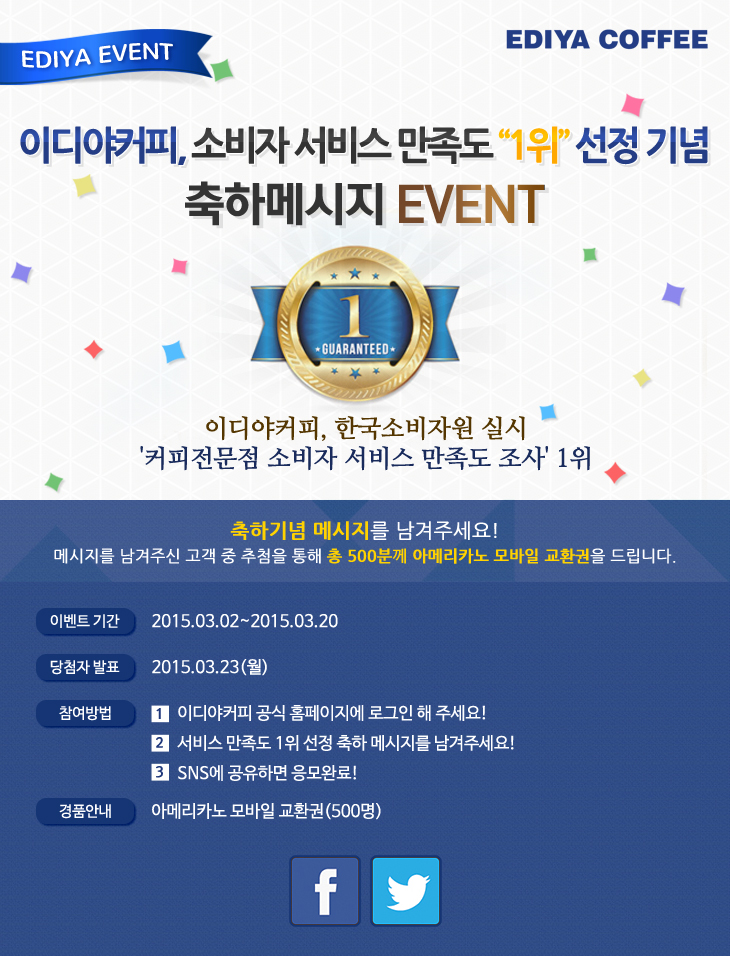 EDIYA EVENT
EDIYA COFFEE
이디야커피, 소비자 서비스 만족도 “1위” 선정 기념
축하메시지 EVENT
1
GUARANTEED
이디야커피, 한국소비자원 실시
'커피전문점 소비자 서비스 만족도 조사' 1위
축하기념 메시지를 남겨주세요!
메시지를 남겨주신 고객 중 추첨을 통해 총 500분께 아메리카노 모바일 교환권을 드립니다.
이벤트 기간 2015.03.02~2015.03.20
당첨자 발표 2015.03.23(월)
참여방법 1 이디야커피 공식 홈페이지에 로그인 해 주세요!
2 서비스 만족도 1위 선정 축하 메시지를 남겨주세요!
3 SNS에 공유하면 응모완료!
경품안내 아메리카노 모바일 교환권(500명)
f